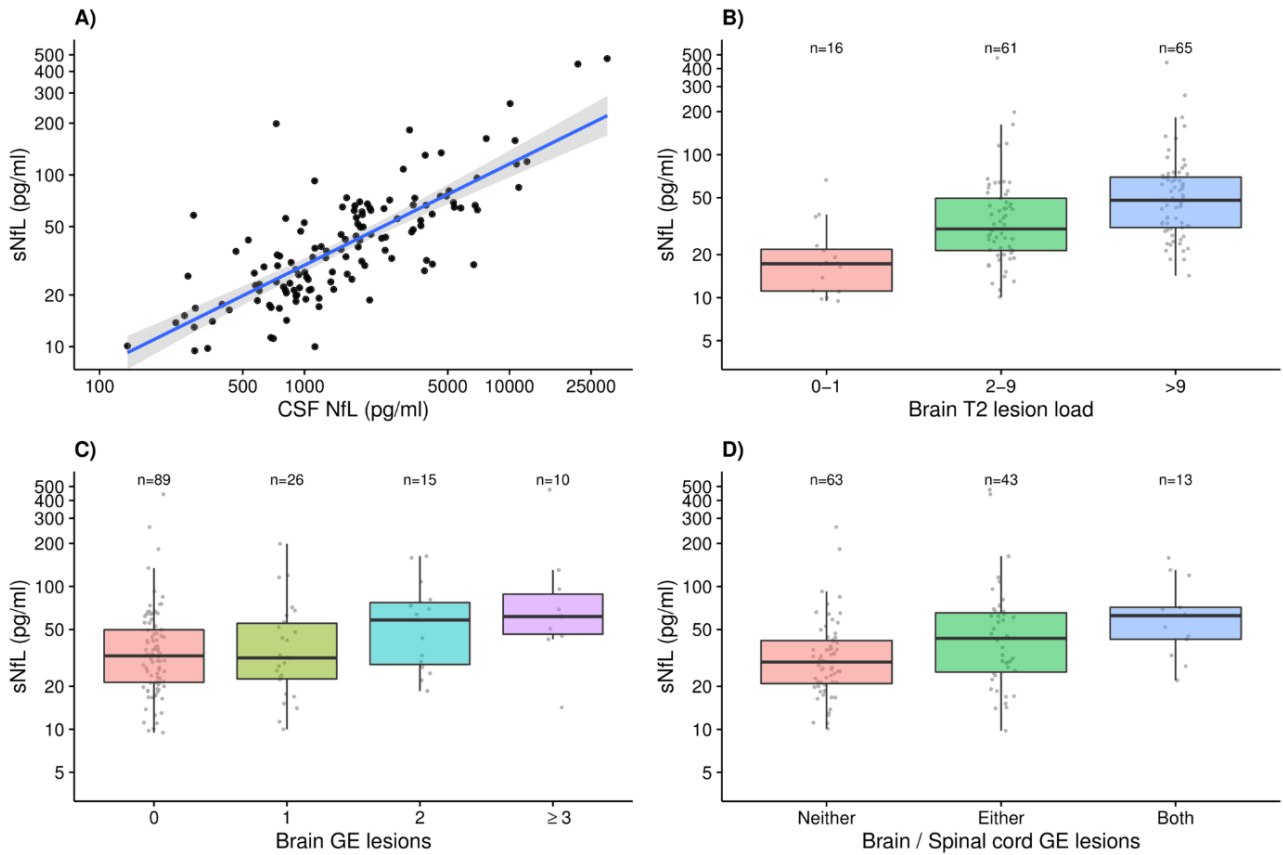 A)
500
400
300
200
100
50
20
10
sNfL (pg/ml)
100 500 1000 5000 10000 25000
CSF NfL (pg/ml)
B)
n=16 n=61 n=65
500
400
300
200
100
50
20
10
5
sNfL (pg/ml)
0−1 2−9 >9
Brain T2 lesion load
C)
n=89 n=26 n=15 n=10
500
400
300
200
100
50
20
10
5
sNfL (pg/ml)
0 1 2 ≥ 3
Brain GE lesions
D)
n=63 n=43 n=13
500
400
300
200
100
50
20
10
5
sNfL (pg/ml)
Neither Either Both
Brain / Spinal cord GE lesions